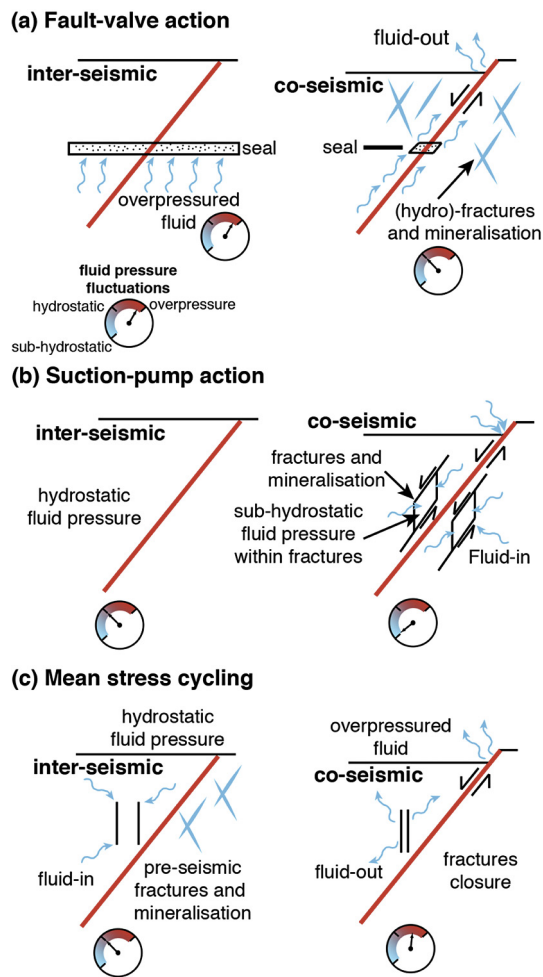 (a) Fault-valve action
inter-seismic
seal
overpressured
fluid
fluid pressure
fluctuations
hydrostatic
overpressure
sub-hydrostatic
fluid-out
co-seismic
seal
(hydro)-fractures
and mineralisation
(b) Suction-pump action
inter-seismic
hydrostatic
fluid pressure
co-seismic
fractures and
mineralisation
sub-hydrostatic
fluid pressure
within fractures
Fluid-in
(c) Mean stress cycling
hydrostatic
fluid pressure
inter-seismic
fluid-in
pre-seismic
fractures and
mineralisation
overpressured
fluid
co-seismic
fluid-out
fractures
closure